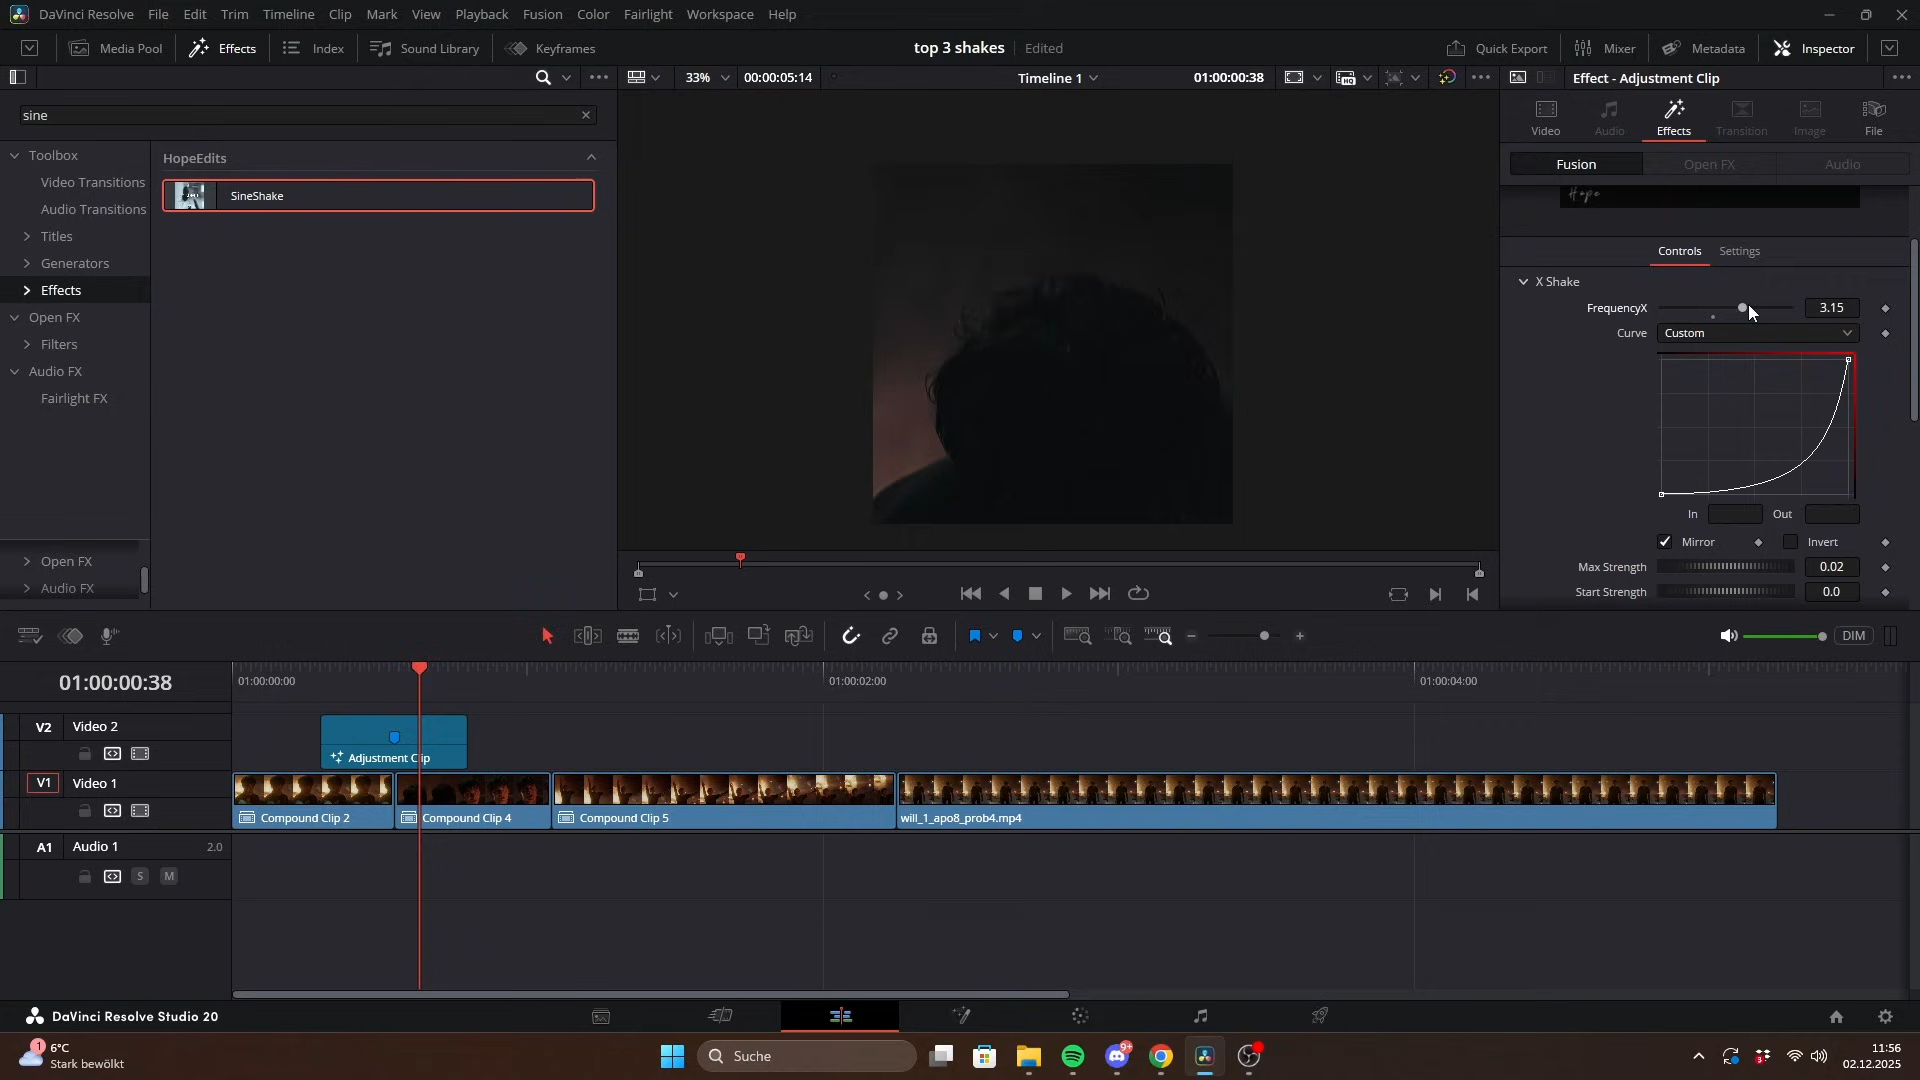 DaVinci Resolve File Edit Trim Timeline Clip Mark View Playback Fusion Color Fairlight Workspace Help
Media Pool Effects Index Sound Library Keyframes top 3 shakes Edited Quick Export Mixer Metadata Inspector
33% 00:00:05:14 Timeline 1 01:00:00:38 Effect - Adjustment Clip
sine
Video Audio Effects Transition Image File
Fusion Open FX Audio
Toolbox
Video Transitions
Audio Transitions
Titles
Generators
Effects
Open FX
Filters
Audio FX
Fairlight FX
Open FX
Audio FX
HopeEdits
SineShake
Hope
Controls Settings
X Shake
FrequencyX 3.15
Curve Custom
In Out
Mirror Invert
Max Strength 0.02
Start Strength 0.0
DIM
01:00:00:38
01:00:00:00 01:00:02:00 01:00:04:00
V2 Video 2
Adjustment Clip
V1 Video 1
Compound Clip 2 Compound Clip 4 Compound Clip 5 will_1_apo8_prob4.mp4
A1 Audio 1 2.0
S M
DaVinci Resolve Studio 20
1
6°C
Stark bewölkt
Suche
9+
3
11:56
02.12.2025